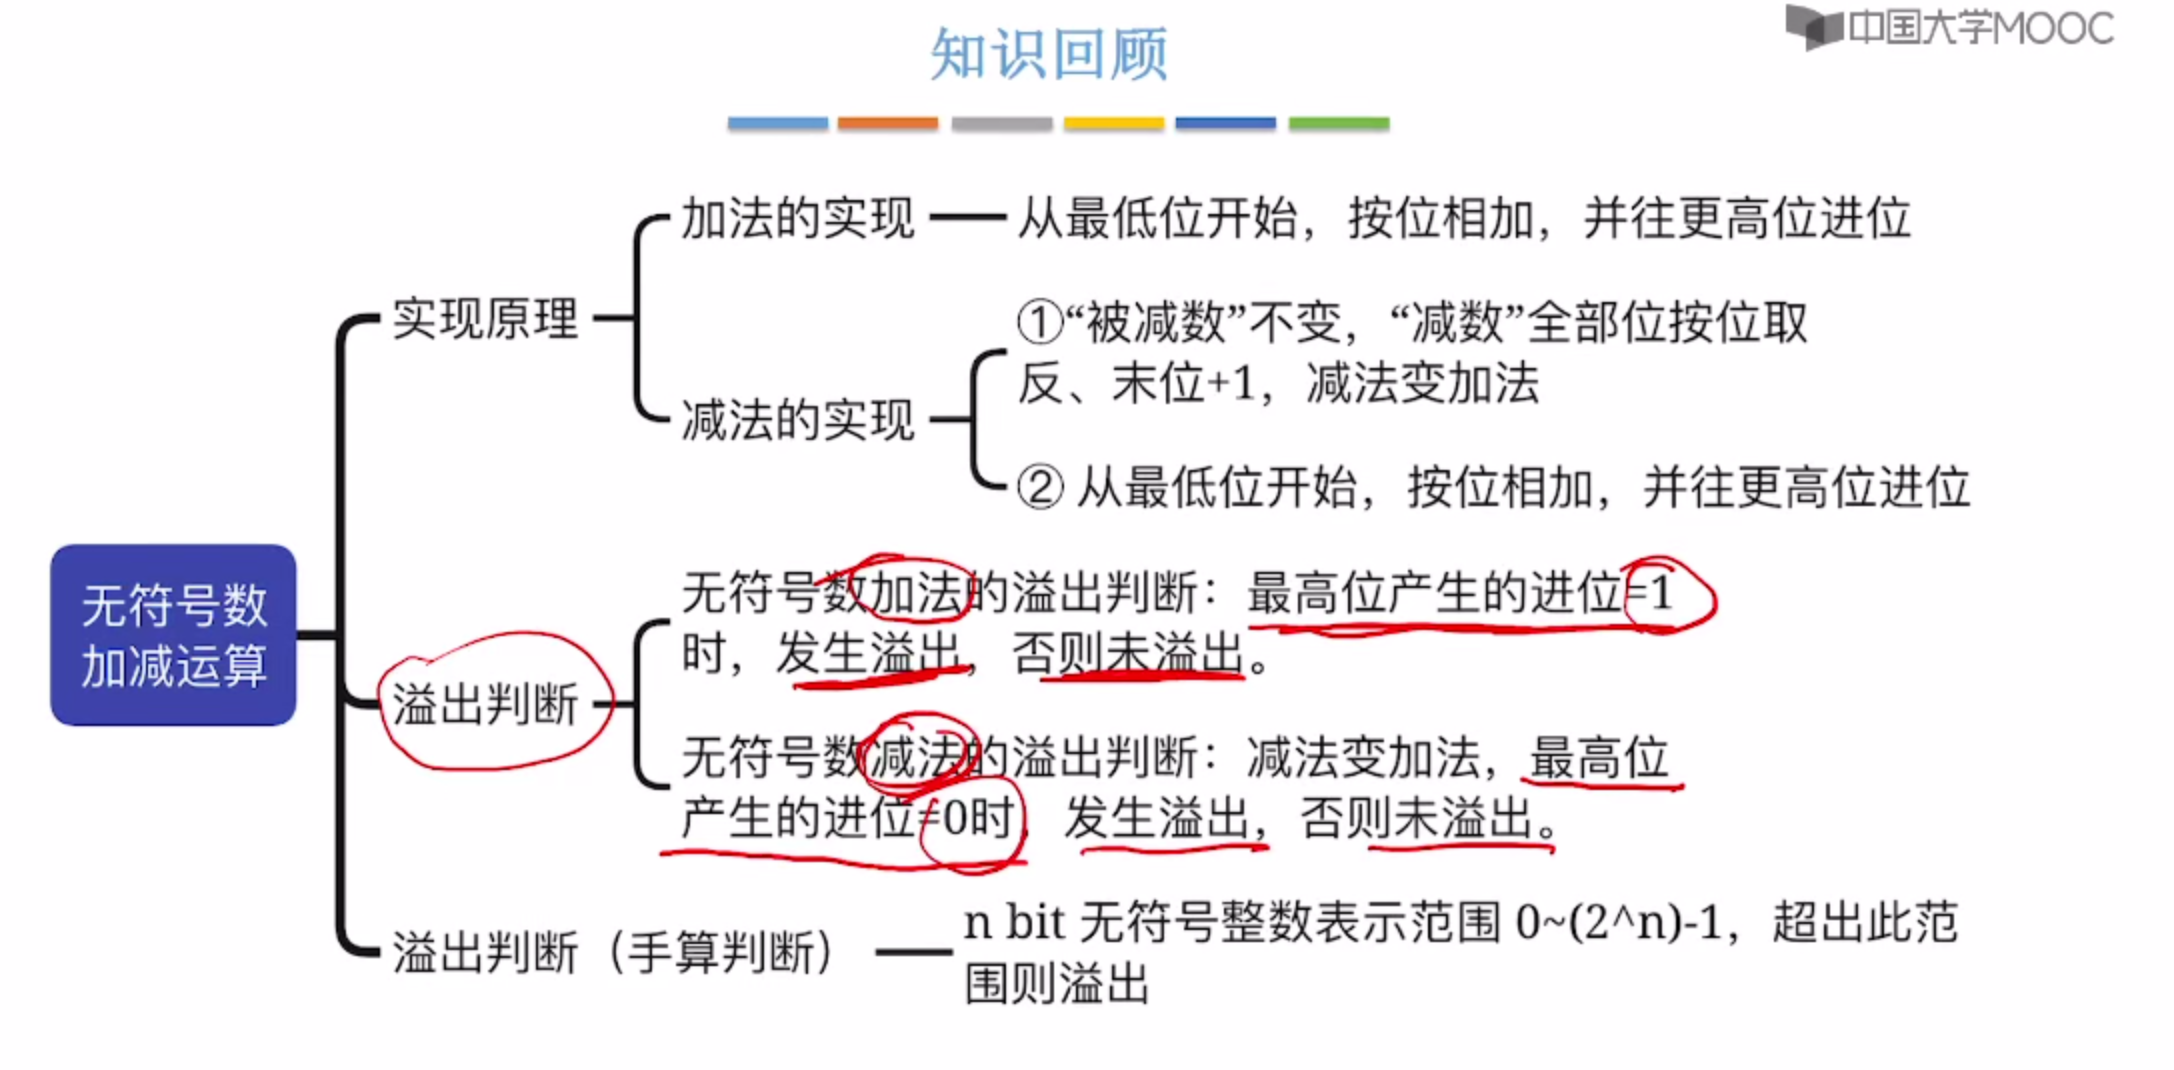 中国大学MOOC
知识回顾
加法的实现
从最低位开始，按位相加，并往更高位进位
实现原理
①“被减数”不变，“减数”全部位按位取
反、末位+1，减法变加法
减法的实现
② 从最低位开始，按位相加，并往更高位进位
无符号数
加减运算
无符号数加法的溢出判断：最高位产生的进位=1
时，发生溢出，否则未溢出。
溢出判断
无符号数减法的溢出判断：减法变加法，最高位
产生的进位=0时，发生溢出，否则未溢出。
溢出判断（手算判断）
n bit 无符号整数表示范围 0~(2^n)-1，超出此范
围则溢出